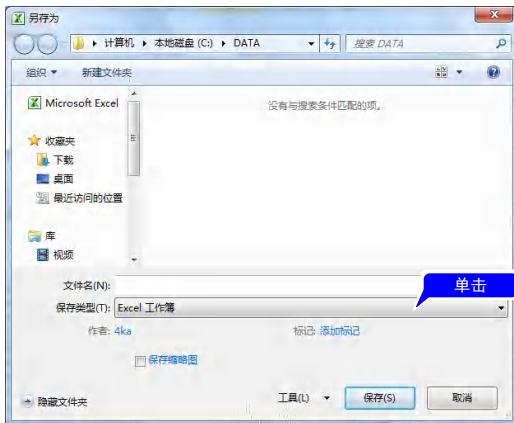 另存为
计算机 本地磁盘 (C:) DATA
搜索 DATA
组织 新建文件夹
Microsoft Excel
没有与搜索条件匹配的项。
收藏夹
下载
桌面
最近访问的位置
库
视频
文件名(N):
单击
保存类型(T): Excel 工作簿
作者: 4ka 标记: 添加标记
保存缩略图
隐藏文件夹 工具(L) 保存(S) 取消